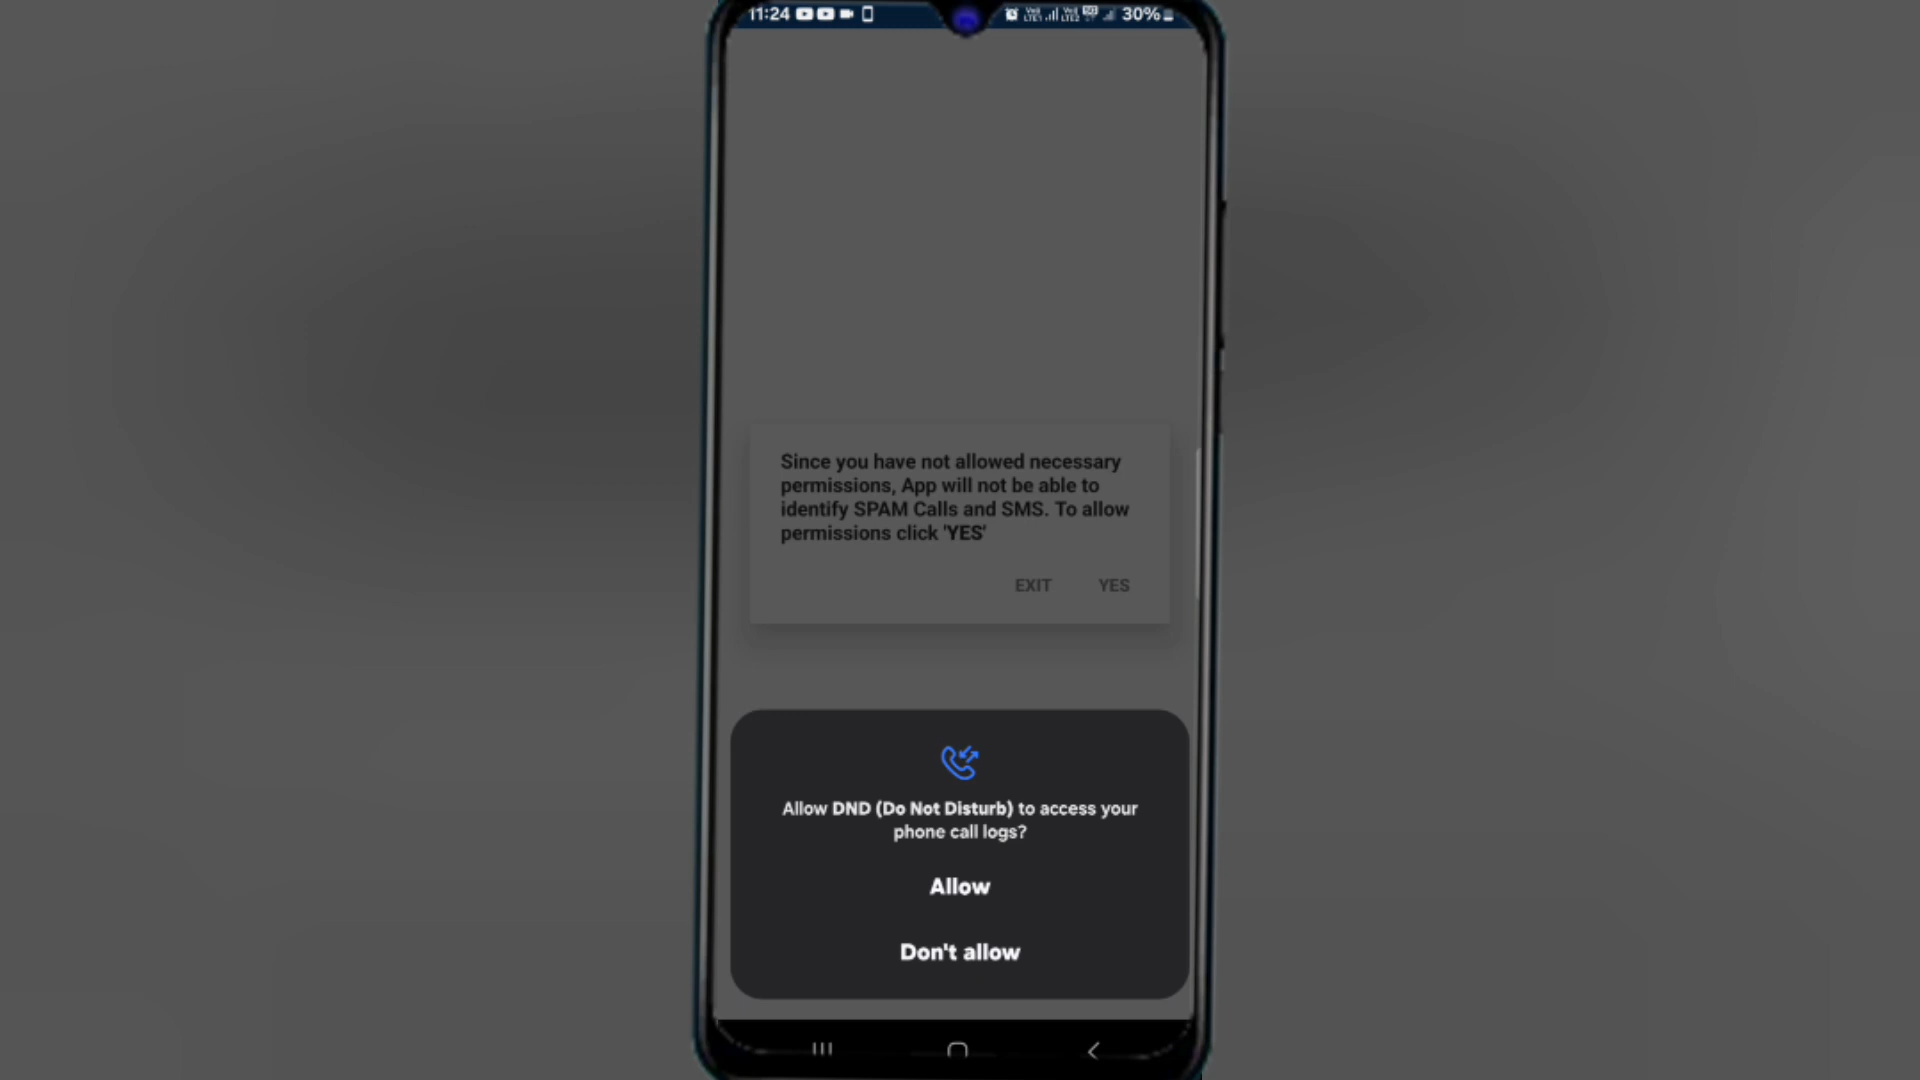 11:24
30%
Since you have not allowed necessary
permissions, App will not be able to
identify SPAM Calls and SMS. To allow
permissions click 'YES'
EXIT YES
Allow DND (Do Not Disturb) to access your
phone call logs?
Allow
Don't allow